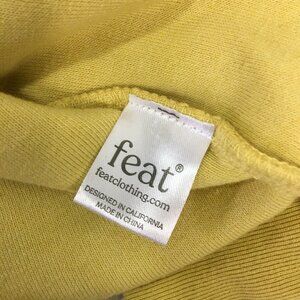 feat®
featclothing.com
DESIGNED IN CALIFORNIA
MADE IN CHINA